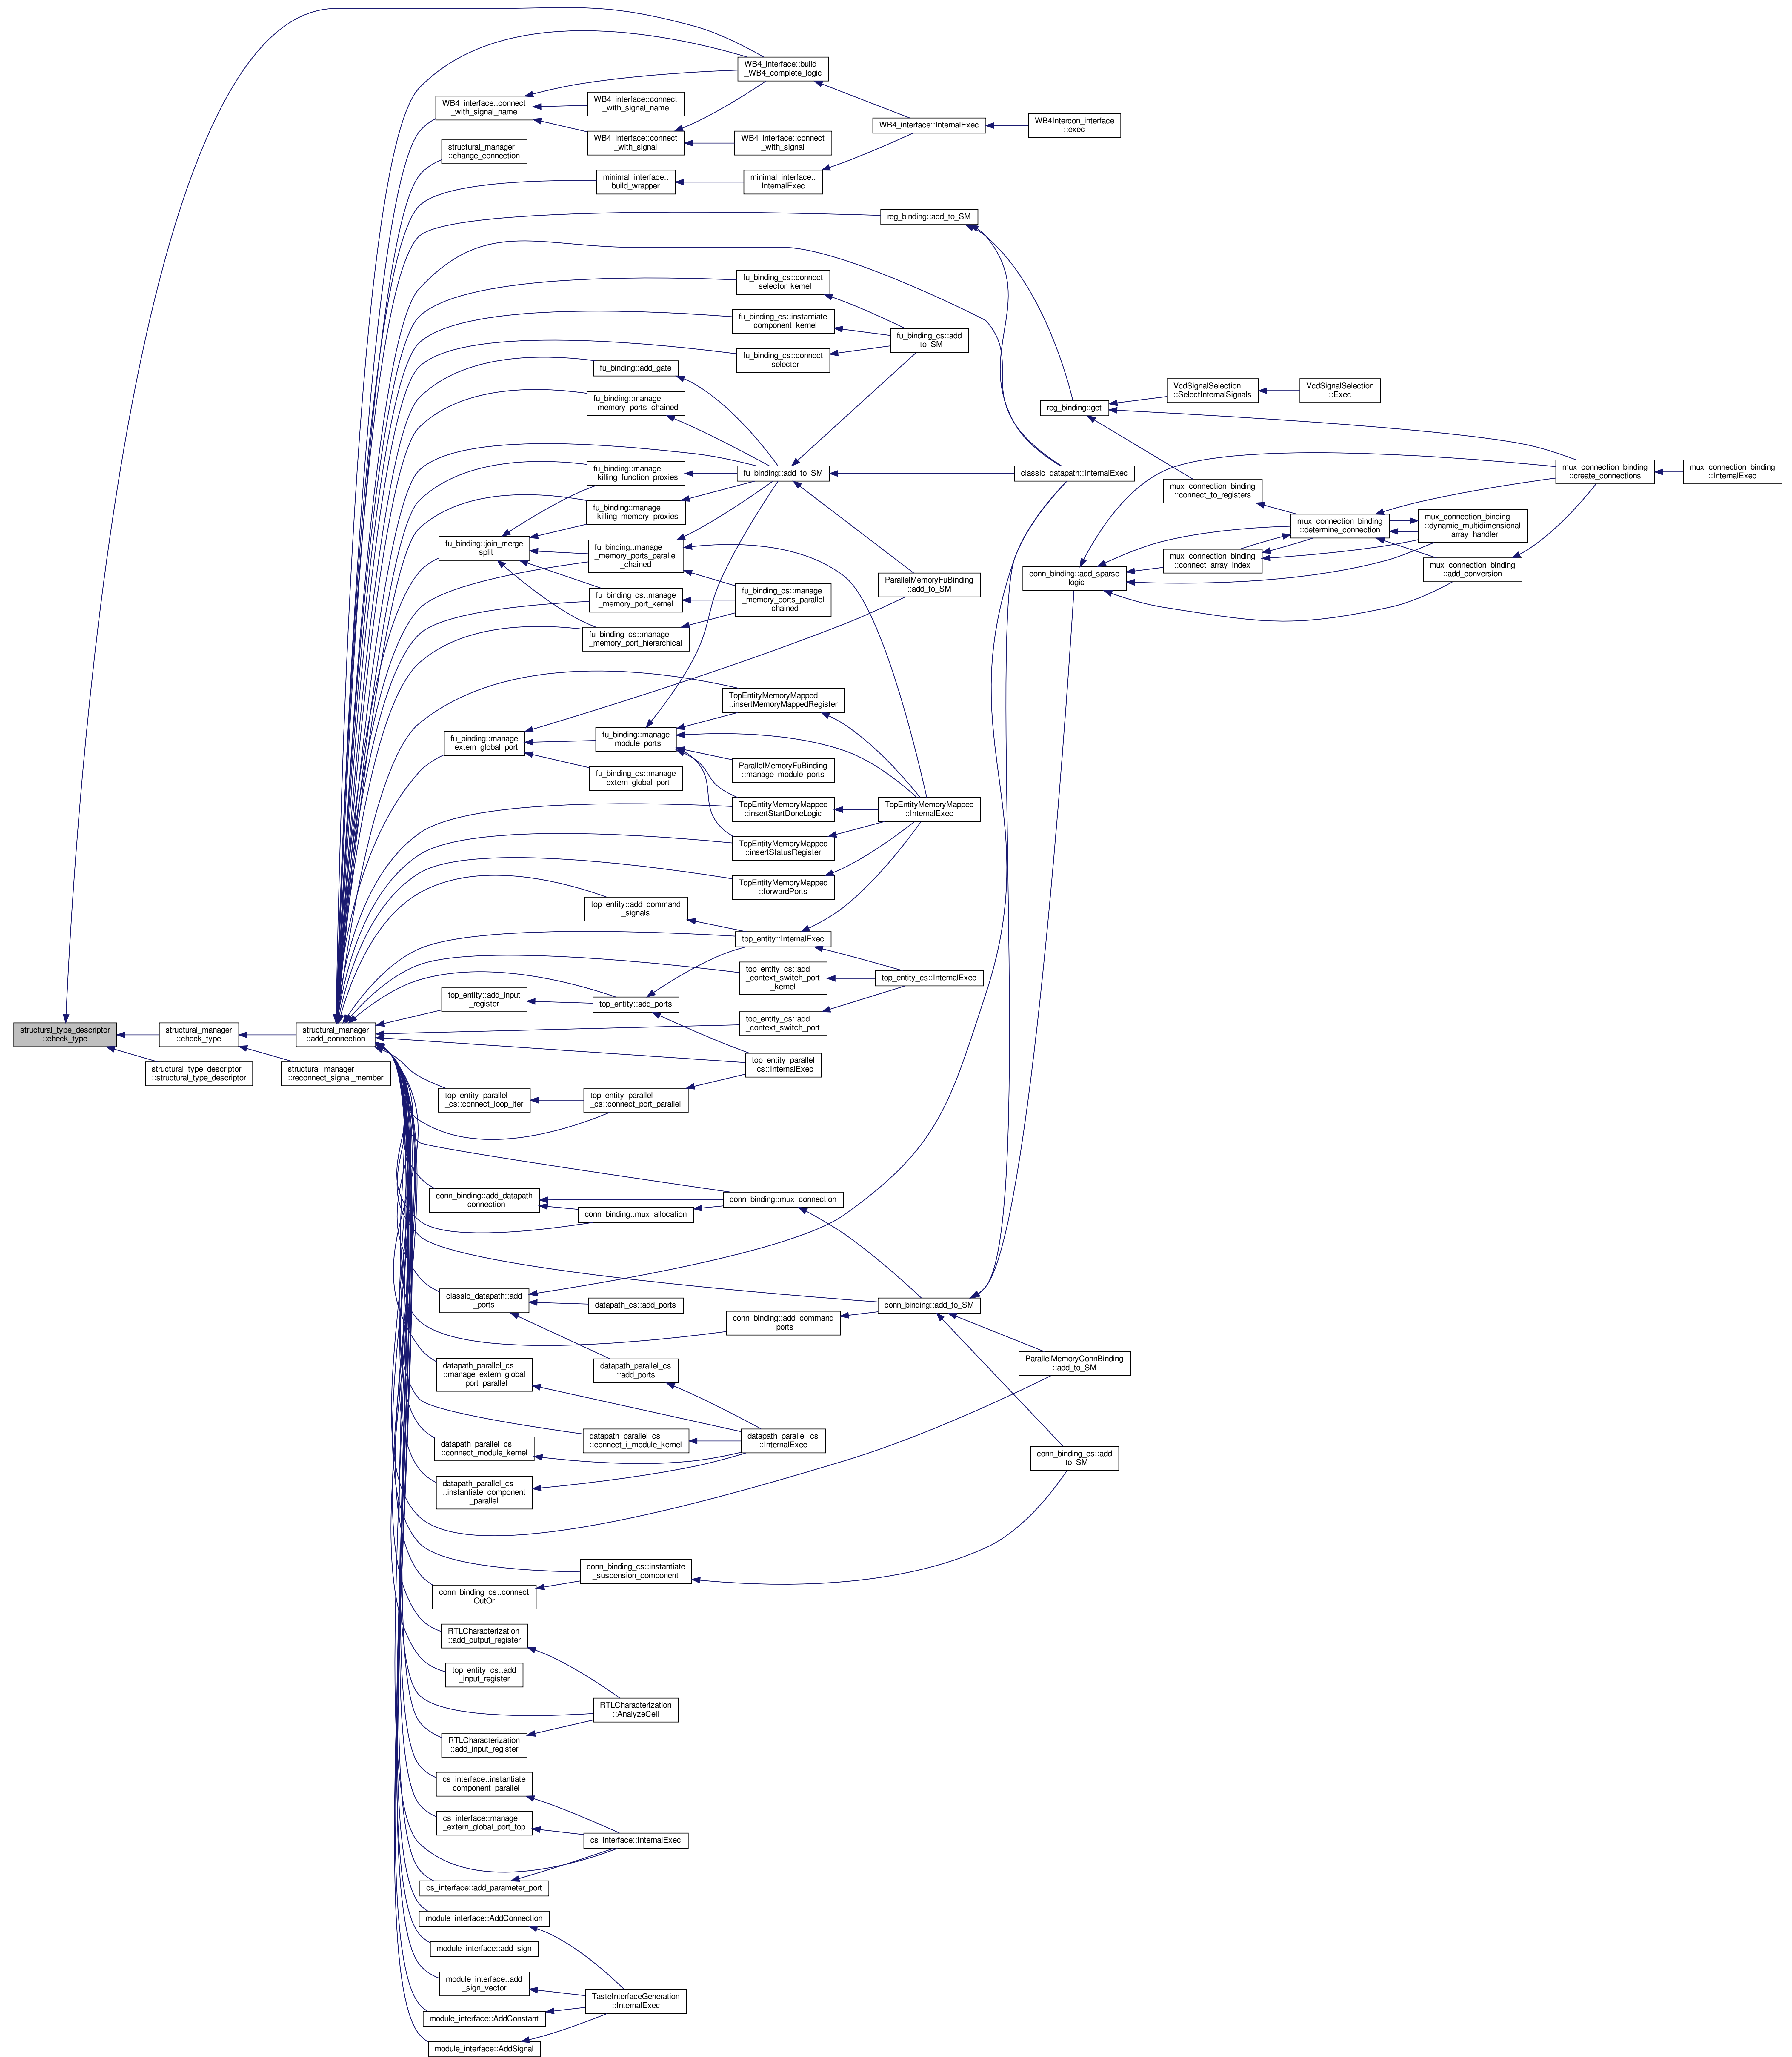 WB4_interface::build
_WB4_complete_logic
WB4_interface::connect
_with_signal_name
WB4_interface::connect
_with_signal_name
WB4_interface::InternalExec
WB4Intercon_interface
::exec
WB4_interface::connect
_with_signal
WB4_interface::connect
_with_signal
structural_manager
::change_connection
minimal_interface::
build_wrapper
minimal_interface::
InternalExec
reg_binding::add_to_SM
fu_binding_cs::connect
_selector_kernel
fu_binding_cs::instantiate
_component_kernel
fu_binding_cs::add
_to_SM
fu_binding_cs::connect
_selector
fu_binding::add_gate
fu_binding::manage
_memory_ports_chained
reg_binding::get
VcdSignalSelection
::SelectInternalSignals
VcdSignalSelection
::Exec
fu_binding::manage
_killing_function_proxies
fu_binding::add_to_SM
classic_datapath::InternalExec
mux_connection_binding
::create_connections
mux_connection_binding
::InternalExec
mux_connection_binding
::connect_to_registers
fu_binding::manage
_killing_memory_proxies
mux_connection_binding
::determine_connection
mux_connection_binding
::dynamic_multidimensional
_array_handler
fu_binding::join_merge
_split
fu_binding::manage
_memory_ports_parallel
_chained
mux_connection_binding
::connect_array_index
conn_binding::add_sparse
_logic
mux_connection_binding
::add_conversion
ParallelMemoryFuBinding
::add_to_SM
fu_binding_cs::manage
_memory_port_kernel
fu_binding_cs::manage
_memory_ports_parallel
_chained
fu_binding_cs::manage
_memory_port_hierarchical
TopEntityMemoryMapped
::insertMemoryMappedRegister
fu_binding::manage
_extern_global_port
fu_binding::manage
_module_ports
ParallelMemoryFuBinding
::manage_module_ports
fu_binding_cs::manage
_extern_global_port
TopEntityMemoryMapped
::insertStartDoneLogic
TopEntityMemoryMapped
::InternalExec
TopEntityMemoryMapped
::insertStatusRegister
TopEntityMemoryMapped
::forwardPorts
top_entity::add_command
_signals
top_entity::InternalExec
top_entity_cs::add
_context_switch_port
_kernel
top_entity_cs::InternalExec
top_entity::add_input
_register
top_entity::add_ports
top_entity_cs::add
_context_switch_port
structural_type_descriptor
::check_type
structural_manager
::check_type
structural_manager
::add_connection
structural_type_descriptor
::structural_type_descriptor
structural_manager
::reconnect_signal_member
top_entity_parallel
_cs::InternalExec
top_entity_parallel
_cs::connect_loop_iter
top_entity_parallel
_cs::connect_port_parallel
conn_binding::add_datapath
_connection
conn_binding::mux_connection
conn_binding::mux_allocation
classic_datapath::add
_ports
datapath_cs::add_ports
conn_binding::add_to_SM
conn_binding::add_command
_ports
ParallelMemoryConnBinding
::add_to_SM
datapath_parallel_cs
::manage_extern_global
_port_parallel
datapath_parallel_cs
::add_ports
datapath_parallel_cs
::connect_i_module_kernel
datapath_parallel_cs
::InternalExec
datapath_parallel_cs
::connect_module_kernel
conn_binding_cs::add
_to_SM
datapath_parallel_cs
::instantiate_component
_parallel
conn_binding_cs::instantiate
_suspension_component
conn_binding_cs::connect
OutOr
RTLCharacterization
::add_output_register
top_entity_cs::add
_input_register
RTLCharacterization
::AnalyzeCell
RTLCharacterization
::add_input_register
cs_interface::instantiate
_component_parallel
cs_interface::manage
_extern_global_port_top
cs_interface::InternalExec
cs_interface::add_parameter_port
module_interface::AddConnection
module_interface::add_sign
module_interface::add
_sign_vector
TasteInterfaceGeneration
::InternalExec
module_interface::AddConstant
module_interface::AddSignal